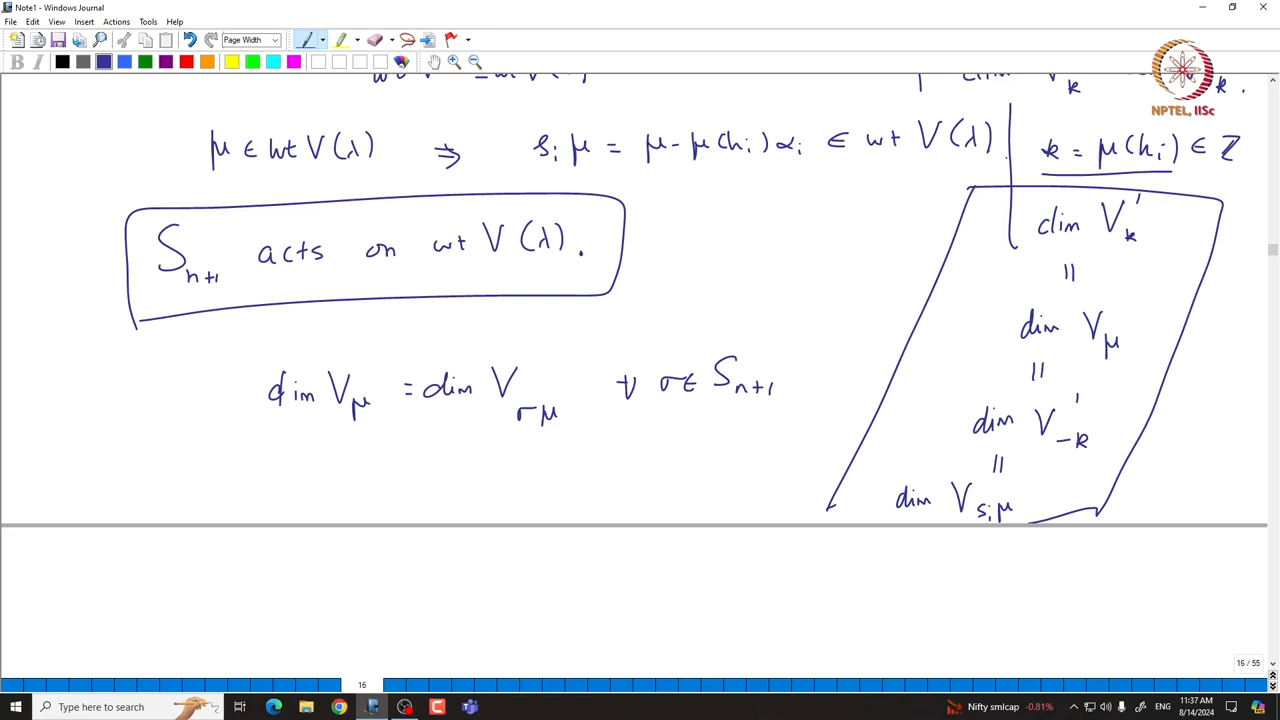 Note1 - Windows Journal
File Edit View Insert Actions Tools Help
Page Width
NPTEL, IISc
μ ∈ wt V(λ) ⇒ s_i μ = μ - μ(h_i) α_i ∈ wt V(λ).
k = μ(h_i) ∈ ℤ
S_{n+1} acts on wt V(λ).
dim V'_k
=
dim V_μ
=
dim V'_{-k}
=
dim V_{s_i μ}
dim V_μ = dim V_{σμ} ∀ σ ∈ S_{n+1}
16 / 55
16
Type here to search
Nifty smlcap -0.81%
ENG
11:37 AM
8/14/2024